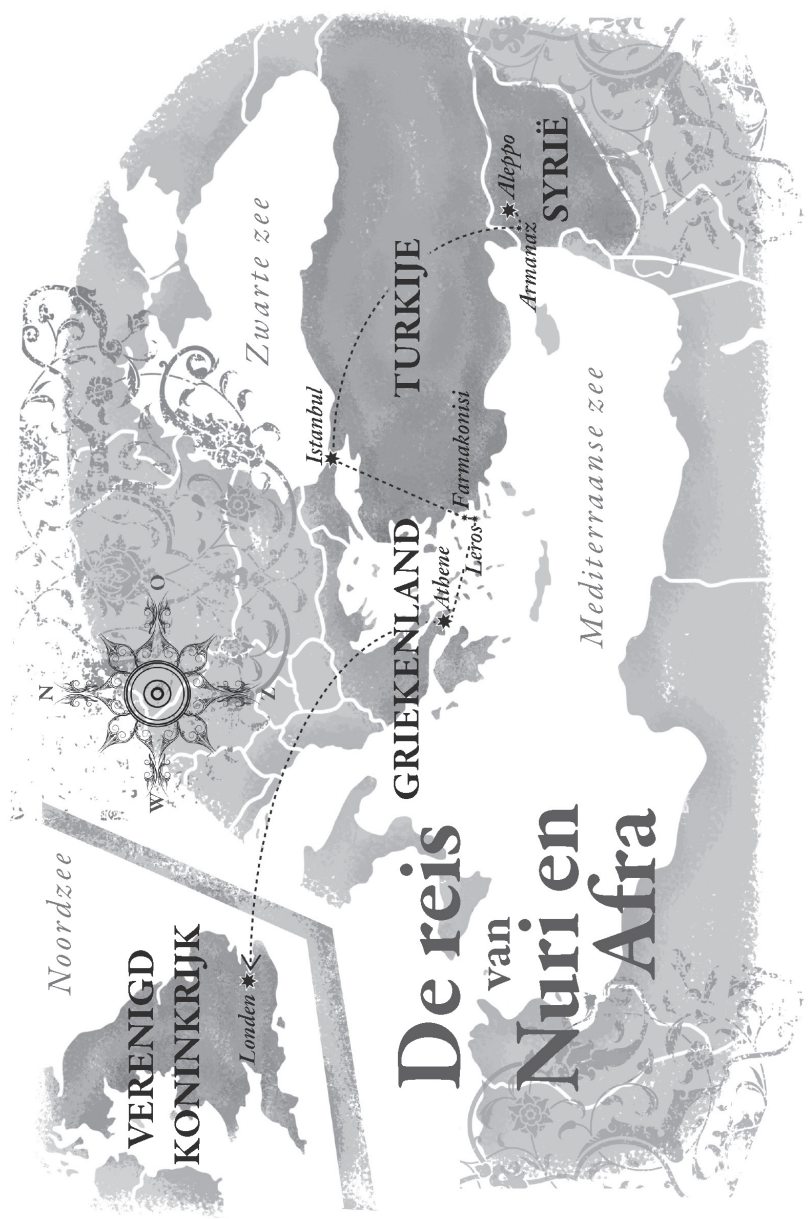 Noordzee
VERENIGD
KONINKRIJK
Londen
N
W
O
Z
Zwarte zee
Istanbul
TURKIJE
GRIEKENLAND
Athene
Leros
Farmakonisi
Aleppo
SYRIË
Armanaz
Mediterraanse zee
De reis
van
Nuri en
Afra